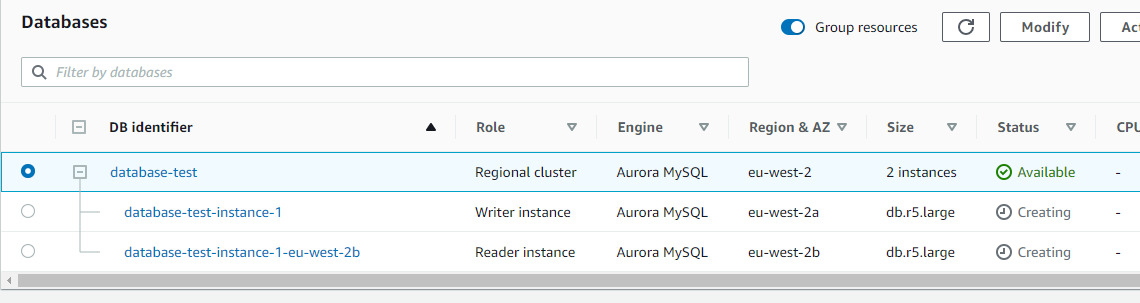 Databases
Group resources Modify
Filter by databases
DB identifier Role Engine Region & AZ Size Status
database-test Regional cluster Aurora MySQL eu-west-2 2 instances Available -
database-test-instance-1 Writer instance Aurora MySQL eu-west-2a db.r5.large Creating -
database-test-instance-1-eu-west-2b Reader instance Aurora MySQL eu-west-2b db.r5.large Creating -